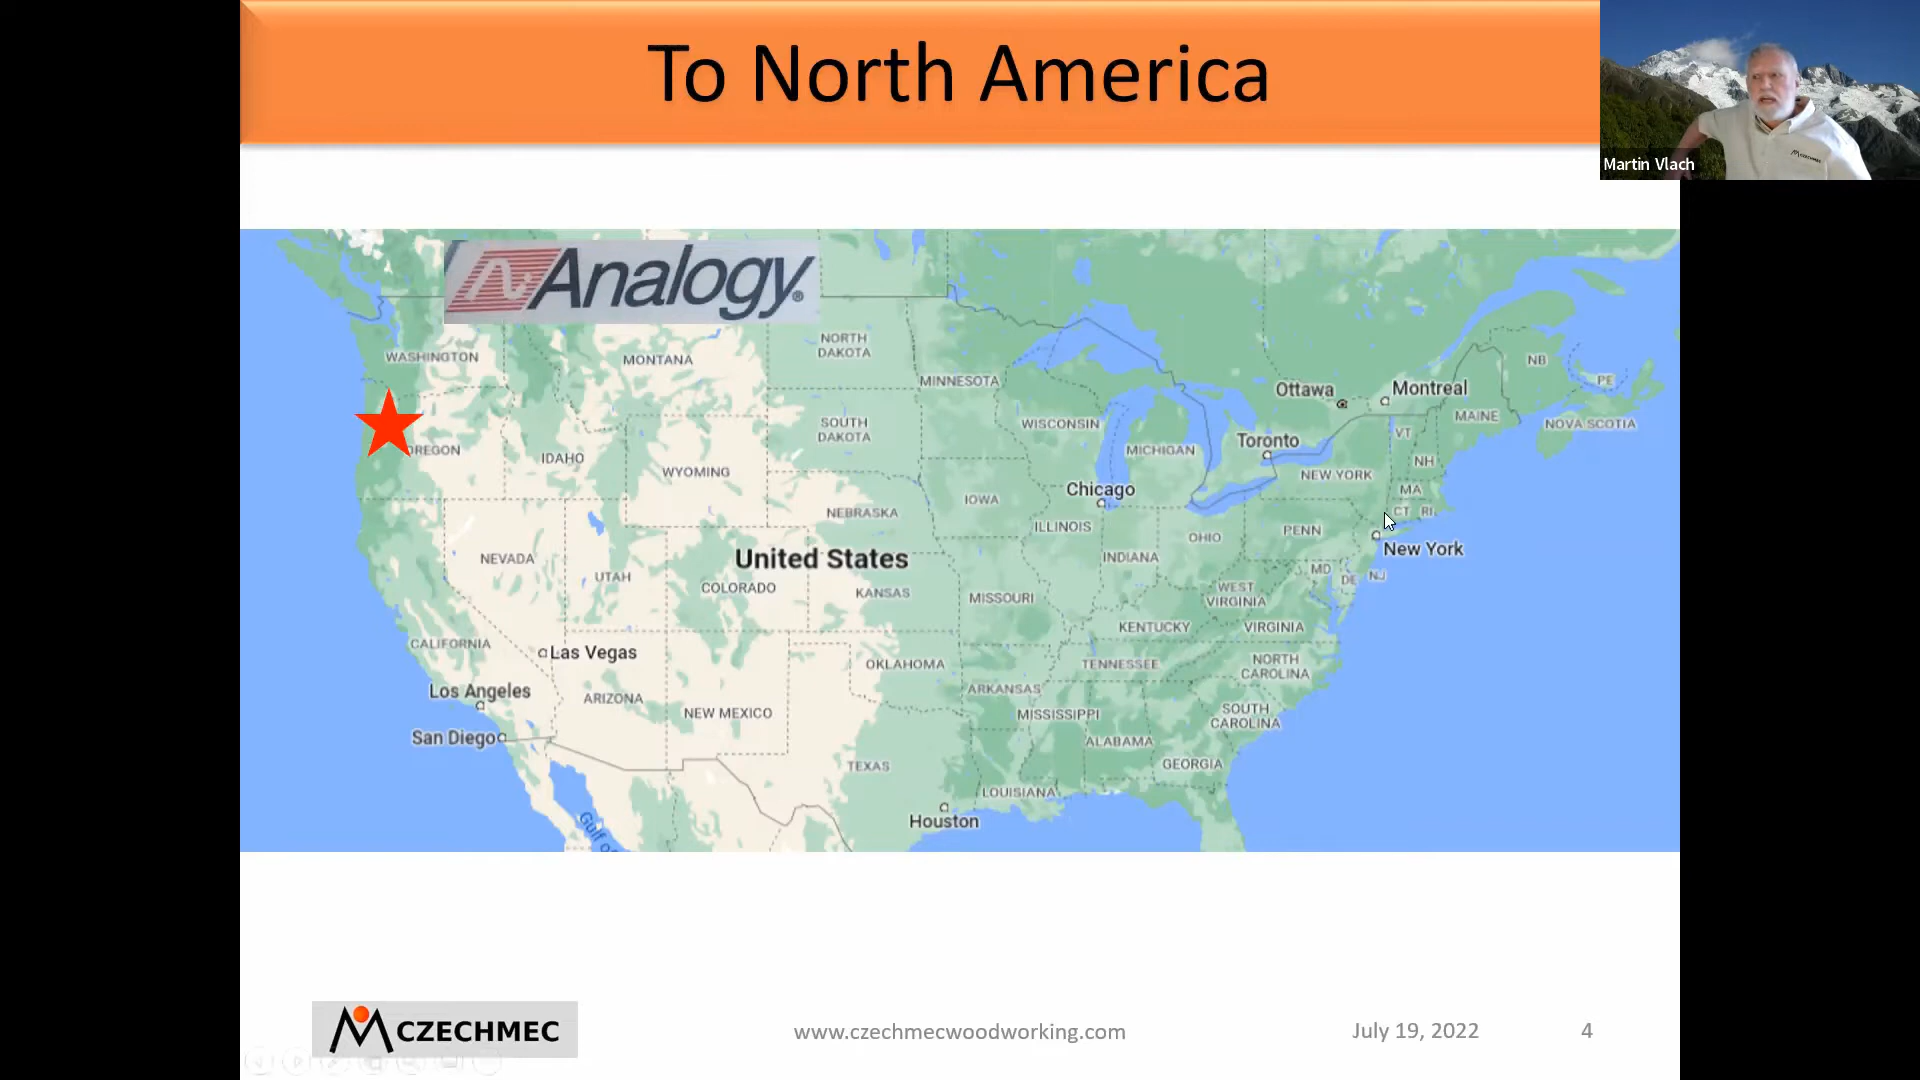 To North America
Martin Vlach
CZECHMEC
Analogy®
WASHINGTON
MONTANA
NORTH
DAKOTA
MINNESOTA
Ottawa
Montreal
NB
PE
MAINE
NOVA SCOTIA
OREGON
IDAHO
WYOMING
SOUTH
DAKOTA
WISCONSIN
MICHIGAN
Toronto
VT
NH
NEW YORK
MA
CT
RI
Chicago
IOWA
NEBRASKA
ILLINOIS
INDIANA
OHIO
PENN
New York
NEVADA
UTAH
United States
COLORADO
KANSAS
MISSOURI
WEST
VIRGINIA
MD
DE
NJ
KENTUCKY
VIRGINIA
CALIFORNIA
Las Vegas
OKLAHOMA
TENNESSEE
NORTH
CAROLINA
Los Angeles
ARIZONA
NEW MEXICO
ARKANSAS
MISSISSIPPI
SOUTH
CAROLINA
San Diego
ALABAMA
GEORGIA
TEXAS
LOUISIANA
Houston
Gulf of
CZECHMEC
www.czechmecwoodworking.com
July 19, 2022
4